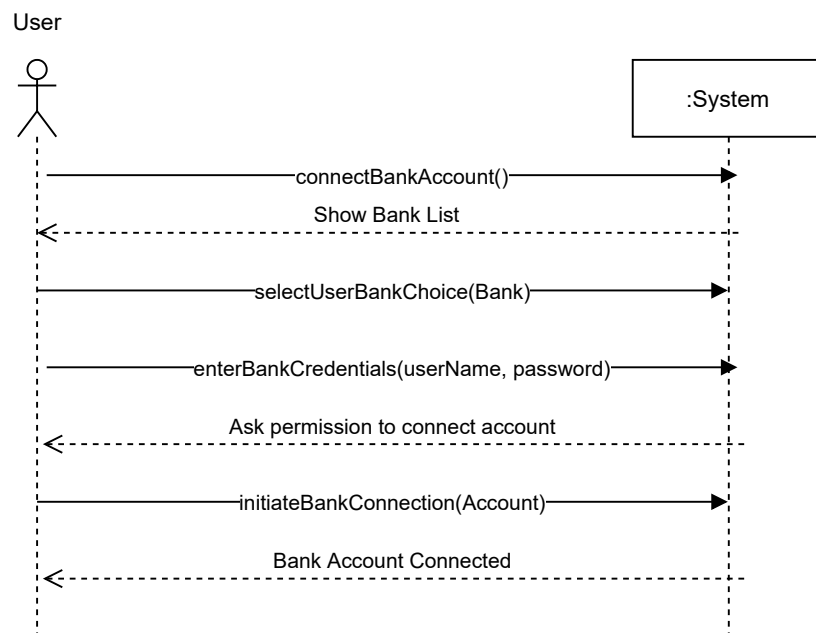 User
:System
connectBankAccount()
Show Bank List
selectUserBankChoice(Bank)
enterBankCredentials(userName, password)
Ask permission to connect account
initiateBankConnection(Account)
Bank Account Connected